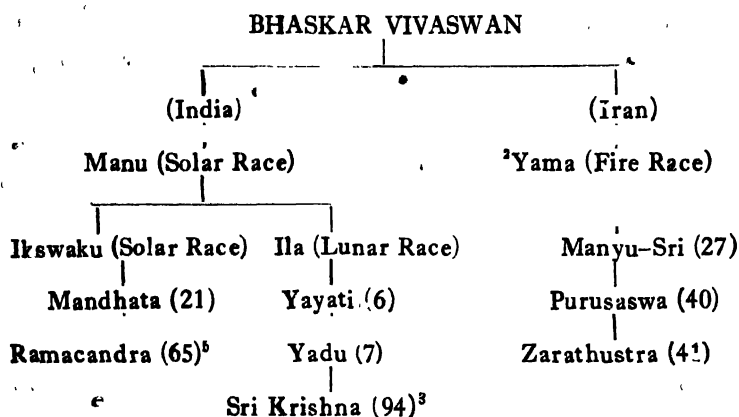 BHASKAR VIVASWAN
(India) (Iran)
Manu (Solar Race) ²Yama (Fire Race)
Ikswaku (Solar Race) Ila (Lunar Race) Manyu-Sri (27)
Mandhata (21) Yayati (6) Purusaswa (40)
Ramacandra (65)⁵ Yadu (7) Zarathustra (41)
Sri Krishna (94)³